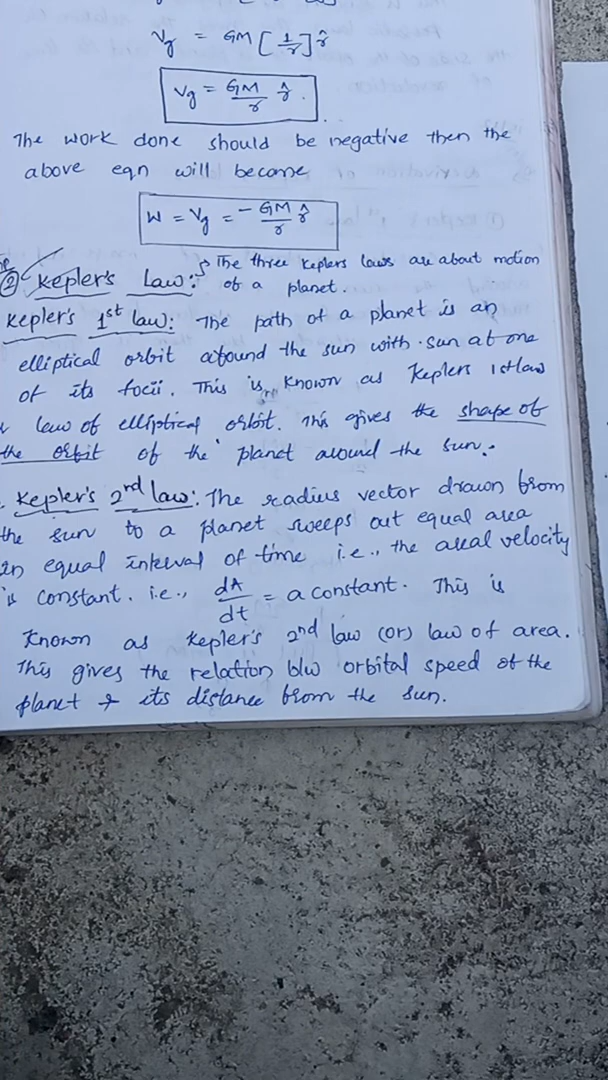 Vg = GM [1/r] r̂
Vg = GM/r r̂.
The work done should be negative then the
above eqn will become
W = Vg = -GM/r r̂
② Kepler's Law: → The three Keplers laws are about motion
of a planet.
Kepler's 1st law: The path of a planet is an
elliptical orbit around the sun with sun at one
of its focii. This is known as Keplers 1st law
law of elliptical orbit. This gives the shape of
the orbit of the planet around the sun.
Kepler's 2nd law: The radius vector drawn from
the sun to a planet sweeps out equal area
in equal interval of time i.e., the areal velocity
is constant. i.e., dA/dt = a constant. This is
Known as Kepler's 2nd law (or) law of area.
This gives the relation b/w orbital speed of the
planet & its distance from the sun.